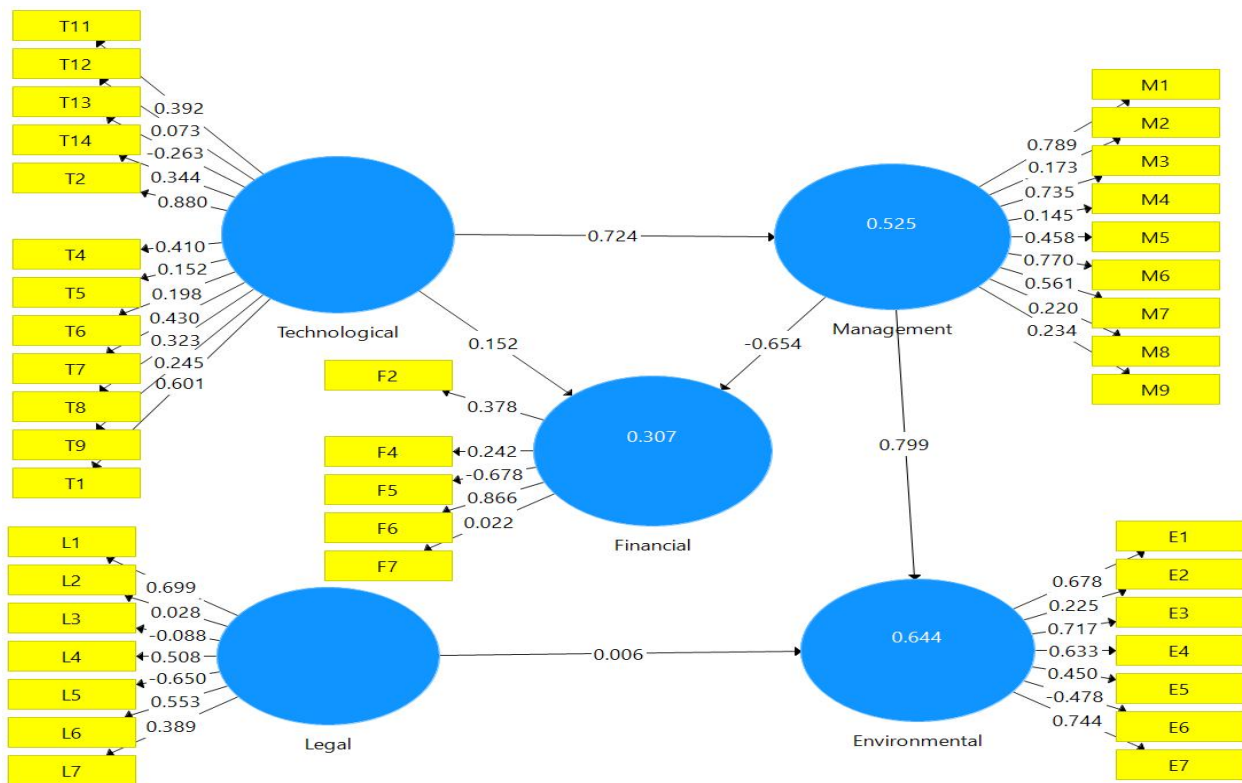 T11
T12
T13
T14
T2
0.392
0.073
-0.263
0.344
0.880
T4
T5
T6
T7
T8
T9
T1
-0.410
0.152
0.198
0.430
0.323
0.245
0.601
Technological
0.724
0.525
Management
M1
M2
M3
M4
M5
M6
M7
M8
M9
0.789
0.173
0.735
0.145
0.458
0.770
0.561
0.220
0.234
0.152
-0.654
0.799
F2
F4
F5
F6
F7
0.378
-0.242
-0.678
0.866
0.022
0.307
Financial
L1
L2
L3
L4
L5
L6
L7
0.699
0.028
-0.088
0.508
-0.650
0.553
0.389
Legal
0.006
0.644
Environmental
E1
E2
E3
E4
E5
E6
E7
0.678
0.225
0.717
0.633
0.450
-0.478
0.744